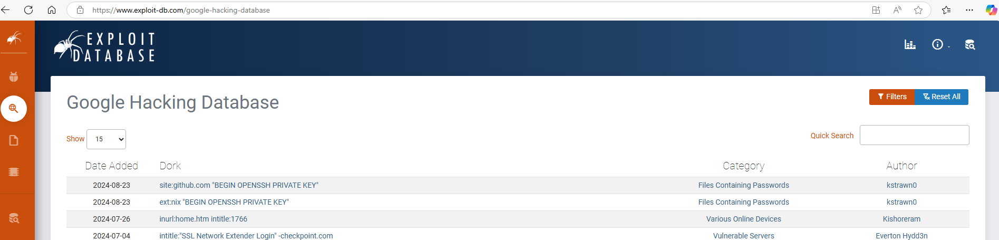 https://www.exploit-db.com/google-hacking-database
EXPLOIT
DATABASE
Google Hacking Database
Filters Reset All
Show 15 Quick Search
Date Added Dork Category Author
2024-08-23 site:github.com "BEGIN OPENSSH PRIVATE KEY" Files Containing Passwords kstrawn0
2024-08-23 ext:nix "BEGIN OPENSSH PRIVATE KEY" Files Containing Passwords kstrawn0
2024-07-26 inurl:home.htm intitle:1766 Various Online Devices Kishoreram
2024-07-04 intitle:"SSL Network Extender Login" -checkpoint.com Vulnerable Servers Everton Hydd3n